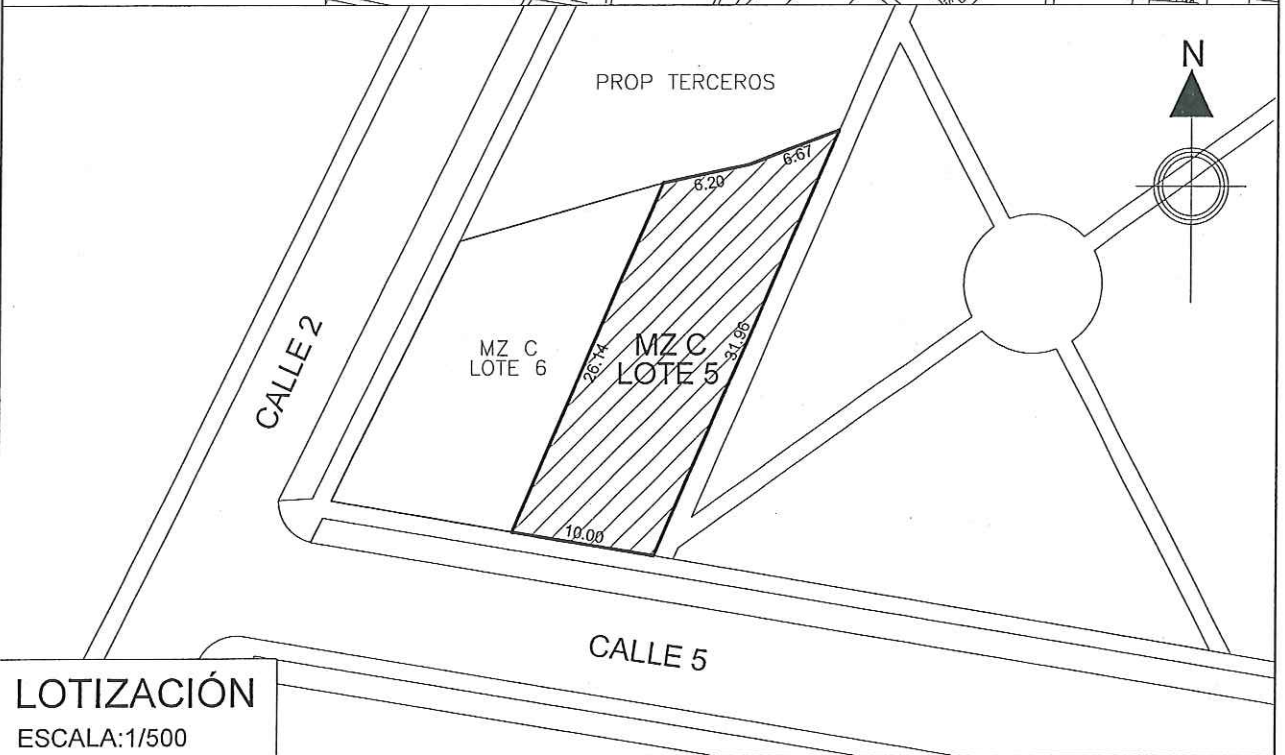 N
PROP TERCEROS
6.67
6.20
CALLE 2
MZ C
LOTE 6
26.14
MZ C
LOTE 5
31.96
10.00
CALLE 5
LOTIZACIÓN
ESCALA:1/500